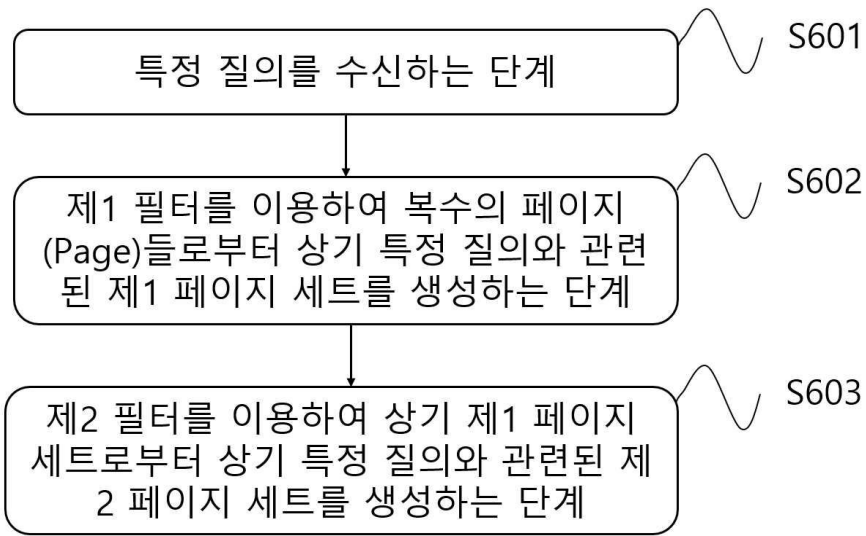 특정 질의를 수신하는 단계
S601
제1 필터를 이용하여 복수의 페이지
(Page)들로부터 상기 특정 질의와 관련
된 제1 페이지 세트를 생성하는 단계
S602
제2 필터를 이용하여 상기 제1 페이지
세트로부터 상기 특정 질의와 관련된 제
2 페이지 세트를 생성하는 단계
S603